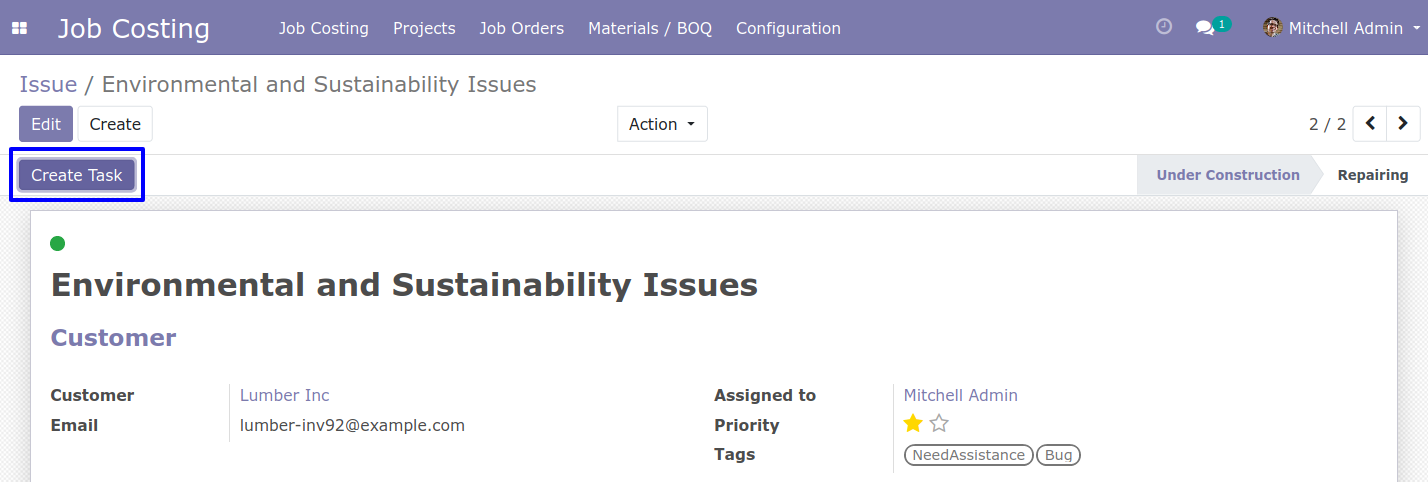 Job Costing Job Costing Projects Job Orders Materials / BOQ Configuration 1 Mitchell Admin
Issue / Environmental and Sustainability Issues
Edit Create Action 2 / 2
Create Task Under Construction Repairing
Environmental and Sustainability Issues
Customer
Customer Lumber Inc Assigned to Mitchell Admin
Email lumber-inv92@example.com Priority
Tags NeedAssistance Bug